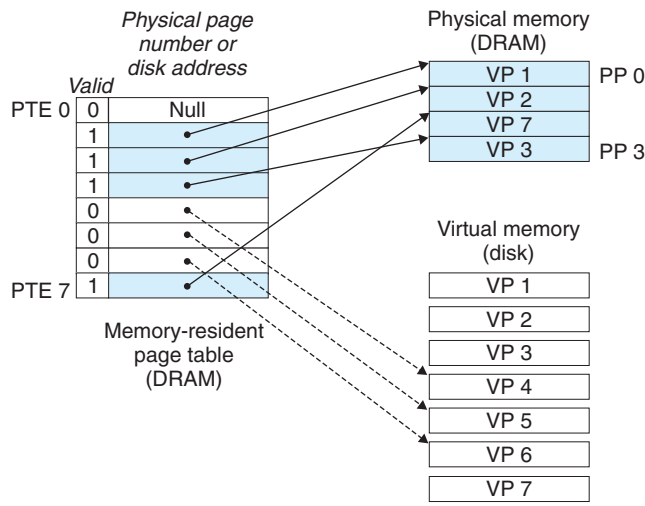 Physical page
number or
disk address
Valid
PTE 0 0 Null
1
1
1
0
0
0
PTE 7 1
Memory-resident
page table
(DRAM)
Physical memory
(DRAM)
VP 1 PP 0
VP 2
VP 7
VP 3 PP 3
Virtual memory
(disk)
VP 1
VP 2
VP 3
VP 4
VP 5
VP 6
VP 7